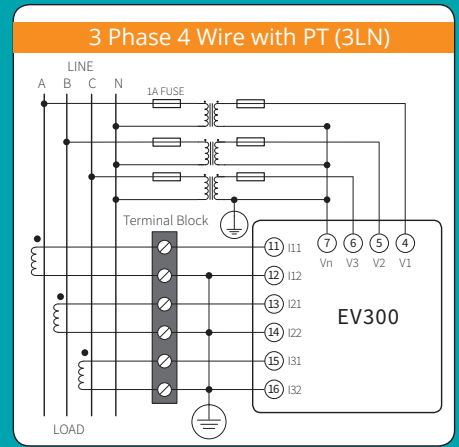 3 Phase 4 Wire with PT (3LN)
LINE
A B C N
1A FUSE
Terminal Block
11 I11
12 I12
13 I21
14 I22
15 I31
16 I32
7 6 5 4
Vn V3 V2 V1
EV300
LOAD